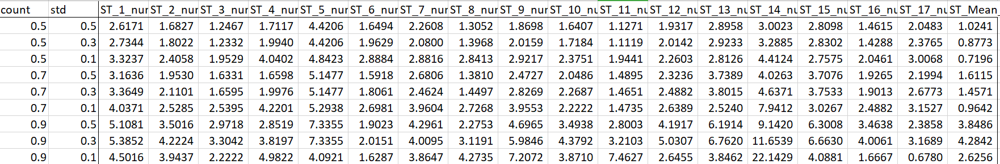 count std ST_1_nur ST_2_nur ST_3_nur ST_4_nur ST_5_nur ST_6_nur ST_7_nur ST_8_nur ST_9_nur ST_10_nu ST_11_nu ST_12_nu ST_13_nu ST_14_nu ST_15_nu ST_16_nu ST_17_nu ST_Mean_
0.5 0.5 2.6171 1.6827 1.2467 1.7117 4.4206 1.6494 2.2608 1.3052 1.8698 1.6407 1.1271 1.9317 2.8958 3.0023 2.8098 1.4615 2.0483 1.0241
0.5 0.3 2.7344 1.8022 1.2332 1.9940 4.4206 1.9629 2.0800 1.3968 2.0159 1.7184 1.1119 2.0142 2.9233 3.2885 2.8302 1.4288 2.3765 0.8773
0.5 0.1 3.3237 2.4058 1.9529 4.0402 4.8423 2.8884 2.8816 2.8413 2.9217 2.3751 1.9441 2.2603 2.8126 4.4124 2.7575 2.0461 3.0068 0.7196
0.7 0.5 3.1636 1.9530 1.6331 1.6598 5.1477 1.5918 2.6806 1.3810 2.4727 2.0486 1.4895 2.3236 3.7389 4.0263 3.7076 1.9265 2.1994 1.6115
0.7 0.3 3.3649 2.1101 1.6595 1.9976 5.1477 1.8061 2.4624 1.4497 2.8269 2.2687 1.4651 2.4882 3.8015 4.6371 3.7533 1.9013 2.6773 1.4571
0.7 0.1 4.0371 2.5285 2.5395 4.2201 5.2938 2.6981 3.9604 2.7268 3.9553 2.2222 1.4735 2.6389 2.5240 7.9412 3.0267 2.4882 3.1527 0.9642
0.9 0.5 5.1081 3.5016 2.9718 2.8519 7.3355 1.9023 4.2961 2.2753 4.6965 3.4938 2.8003 4.1917 6.1914 9.1420 6.3008 3.4638 2.3858 3.8486
0.9 0.3 5.3852 4.2224 3.3042 3.8197 7.3355 2.0151 4.0095 3.1191 5.9846 4.3792 3.2103 5.0307 6.7620 11.6539 6.6630 4.0061 3.1689 4.2842
0.9 0.1 4.5016 3.9437 2.2222 4.9822 4.0921 1.6287 3.8647 4.2735 7.2072 3.8710 7.4627 2.6455 3.8462 22.1429 4.0881 1.6667 0.6780 2.6256